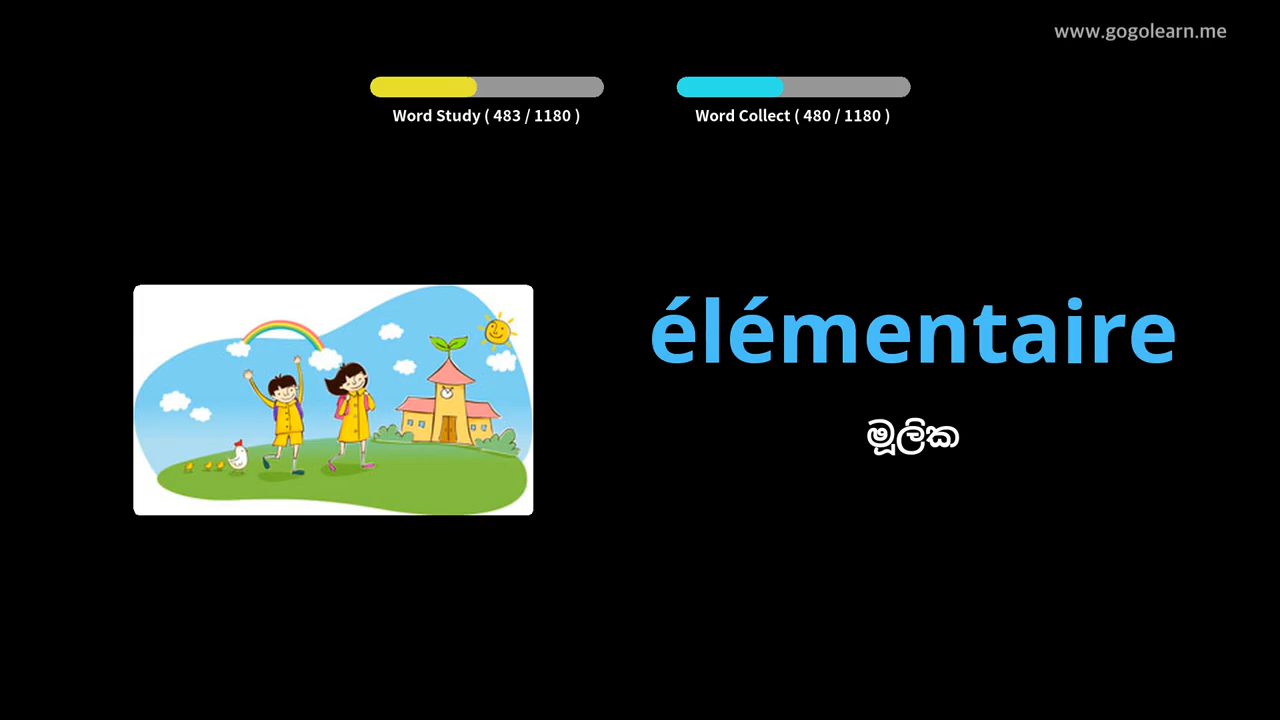 www.gogolearn.me
Word Study ( 483 / 1180 )
Word Collect ( 480 / 1180 )
élémentaire
මූලික